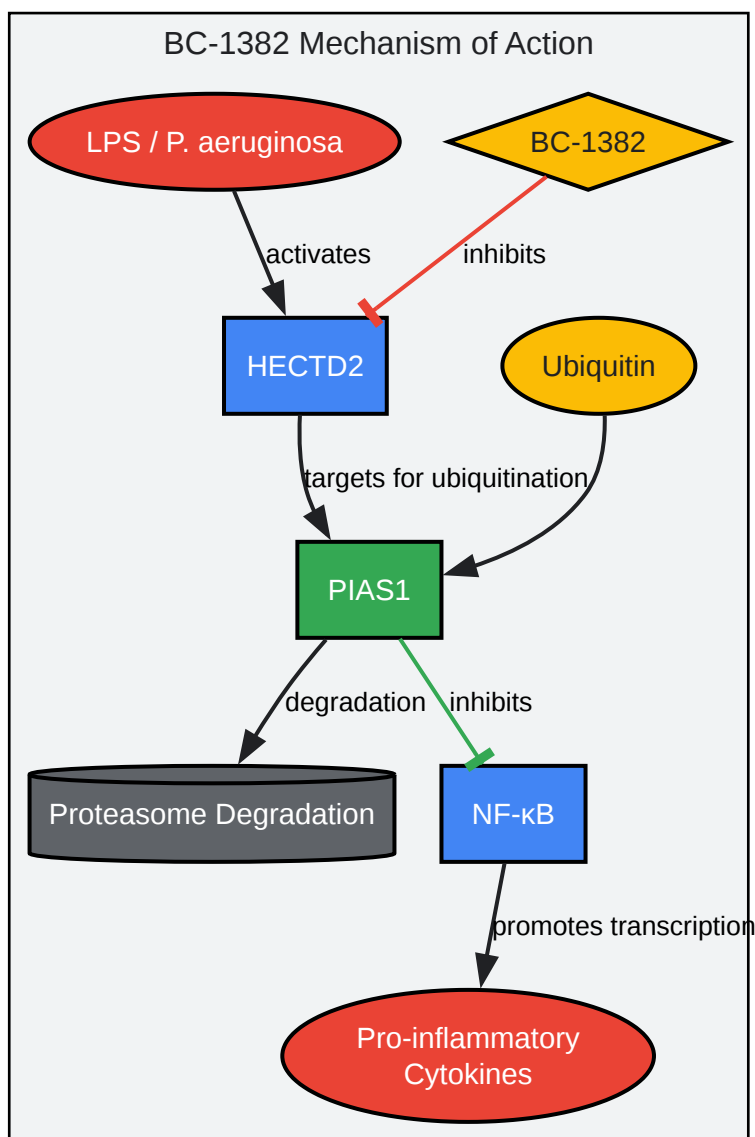 BC-1382 Mechanism of Action
LPS / P. aeruginosa
BC-1382
activates
inhibits
HECTD2
Ubiquitin
targets for ubiquitination
PIAS1
degradation
inhibits
Proteasome Degradation
NF-κB
promotes transcription
Pro-inflammatory
Cytokines